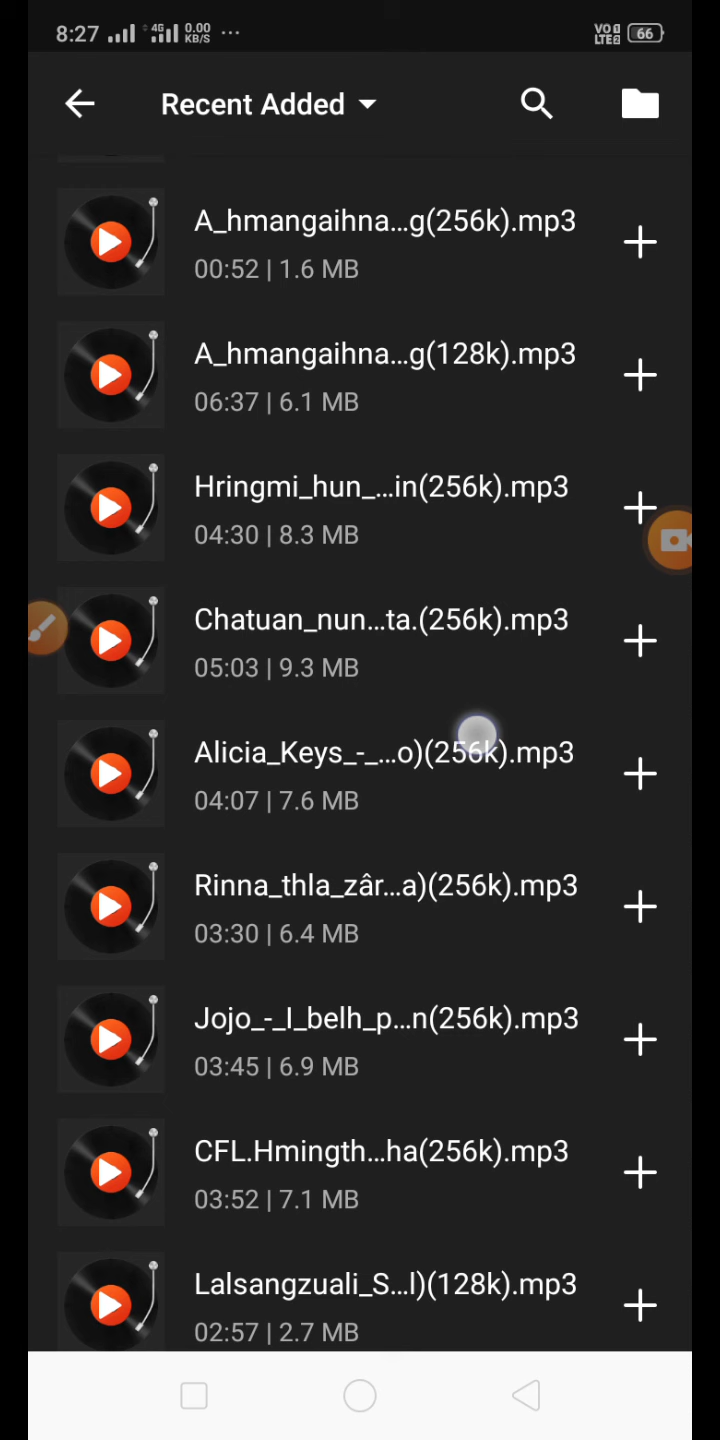 8:27 4G 0.00 KB/S ... VO LTE2 66
Recent Added
A_hmangaihna...g(256k).mp3
00:52 | 1.6 MB
A_hmangaihna...g(128k).mp3
06:37 | 6.1 MB
Hringmi_hun_...in(256k).mp3
04:30 | 8.3 MB
Chatuan_nun...ta.(256k).mp3
05:03 | 9.3 MB
Alicia_Keys_-_...o)(256k).mp3
04:07 | 7.6 MB
Rinna_thla_zâr...a)(256k).mp3
03:30 | 6.4 MB
Jojo_-_I_belh_p...n(256k).mp3
03:45 | 6.9 MB
CFL.Hmingth...ha(256k).mp3
03:52 | 7.1 MB
Lalsangzuali_S...l)(128k).mp3
02:57 | 2.7 MB